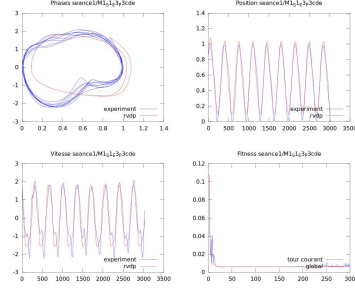 Phases seance1/M1S1E3P3cde
3
2
1
0
-1
-2
-3
0 0.2 0.4 0.6 0.8 1 1.2 1.4
experiment
rvdp
Position seance1/M1S1E3P3cde
1.4
1.2
1
0.8
0.6
0.4
0.2
0
0 500 1000 1500 2000 2500 3000 3500
experiment
rvdp
Vitesse seance1/M1S1E3P3cde
3
2
1
0
-1
-2
-3
0 500 1000 1500 2000 2500 3000 3500
experiment
rvdp
Fitness seance1/M1S1E3P3cde
0.12
0.1
0.08
0.06
0.04
0.02
0
0 50 100 150 200 250 300
tour courant
global